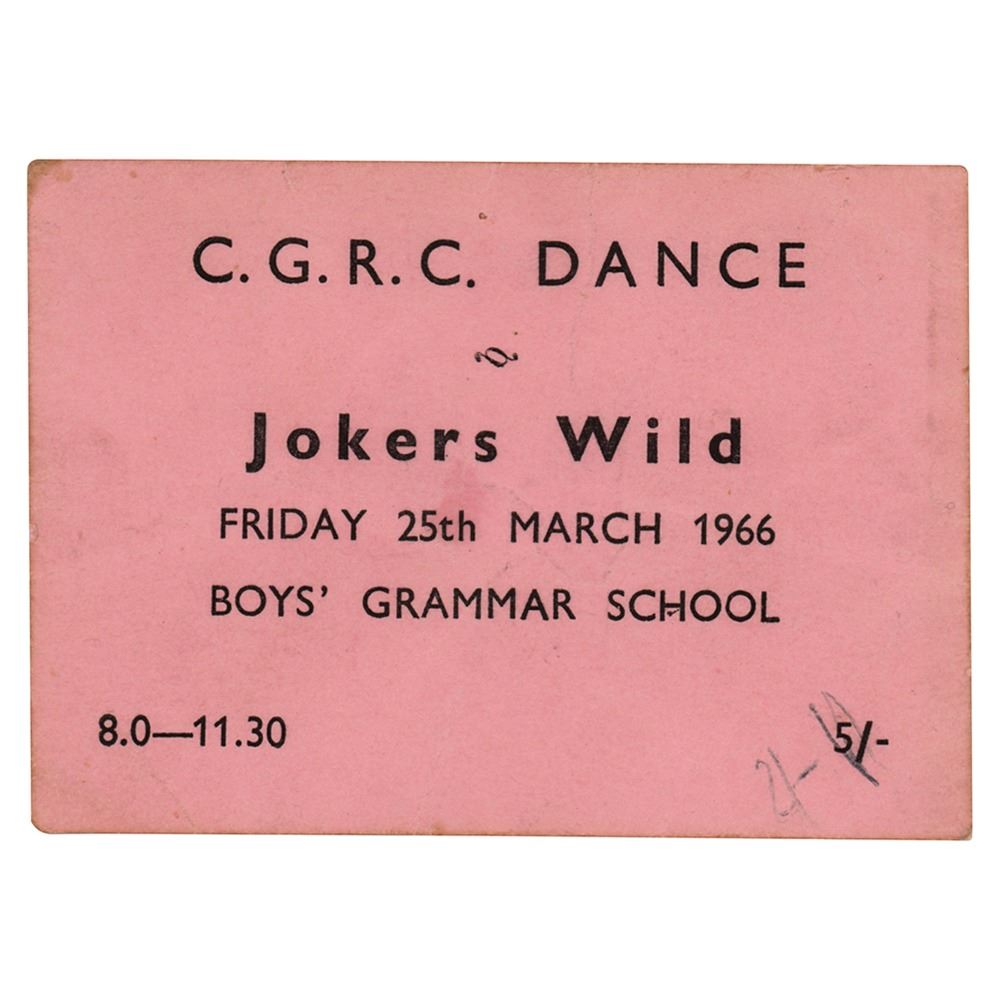 C. G. R. C. DANCE
Jokers Wild
FRIDAY 25th MARCH 1966
BOYS' GRAMMAR SCHOOL
8.0—11.30 5/-